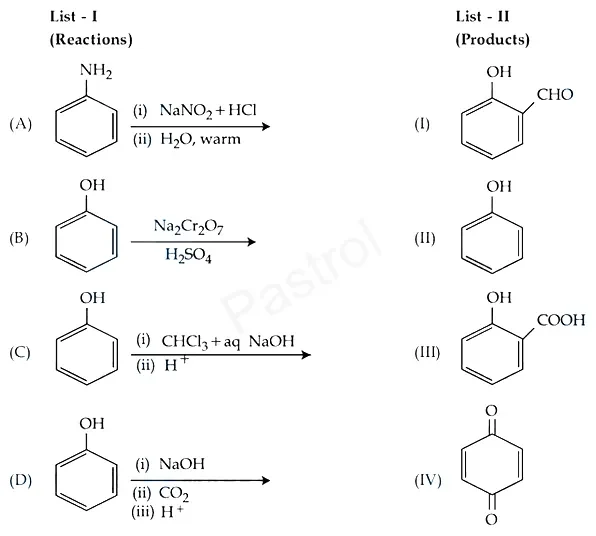 List - I List - II
(Reactions) (Products)
NH₂ OH
CHO
(A) (i) NaNO₂ + HCl (I)
(ii) H₂O, warm
OH OH
(B) Na₂Cr₂O₇ (II)
H₂SO₄
OH OH
COOH
(C) (i) CHCl₃ + aq NaOH (III)
(ii) H⁺
OH O
(D) (i) NaOH (IV)
(ii) CO₂
(iii) H⁺
O
Pastrol